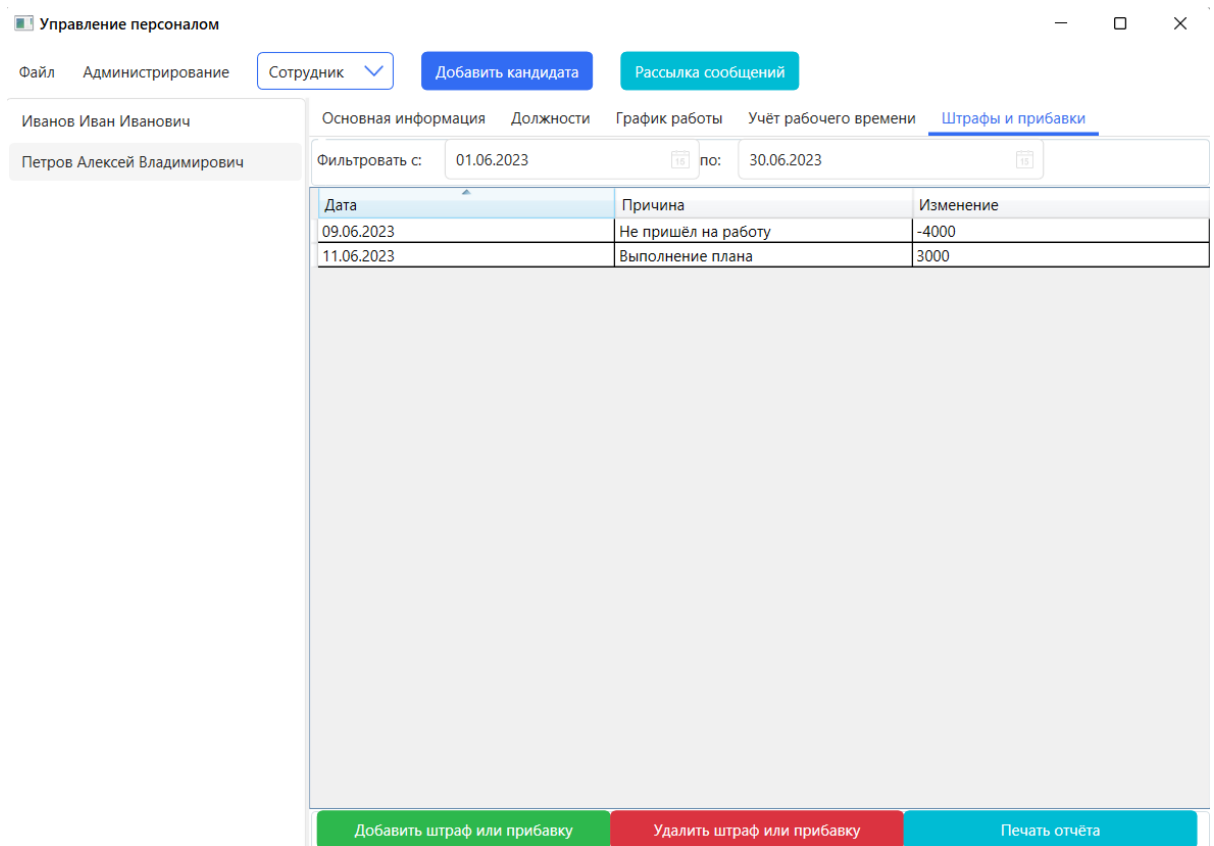 Управление персоналом
Файл Администрирование Сотрудник Добавить кандидата Рассылка сообщений
Иванов Иван Иванович
Петров Алексей Владимирович
Основная информация Должности График работы Учёт рабочего времени Штрафы и прибавки
Фильтровать с: 01.06.2023 15 по: 30.06.2023 15
Дата Причина Изменение
09.06.2023 Не пришёл на работу -4000
11.06.2023 Выполнение плана 3000
Добавить штраф или прибавку Удалить штраф или прибавку Печать отчёта